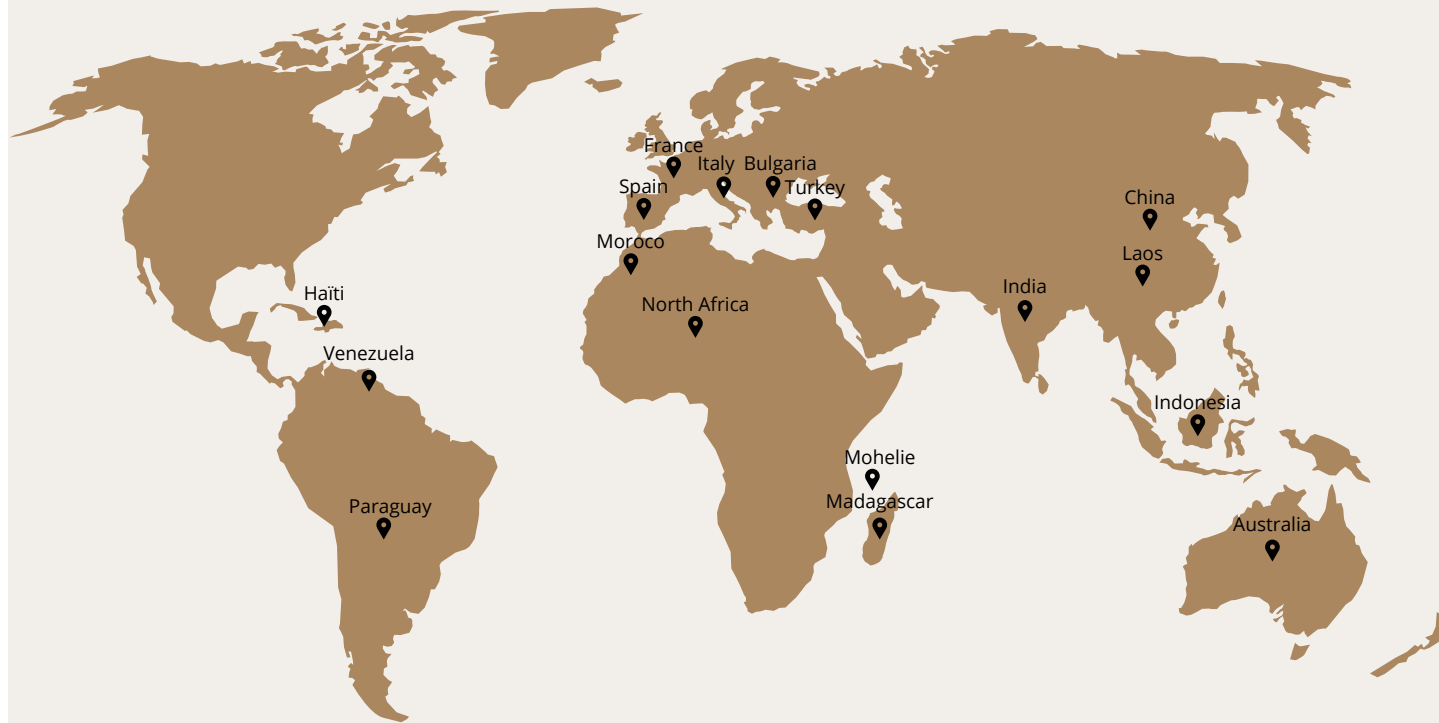 France
Italy
Bulgaria
Spain
Turkey
China
Moroco
Laos
India
Haïti
North Africa
Venezuela
Indonesia
Mohelie
Madagascar
Paraguay
Australia